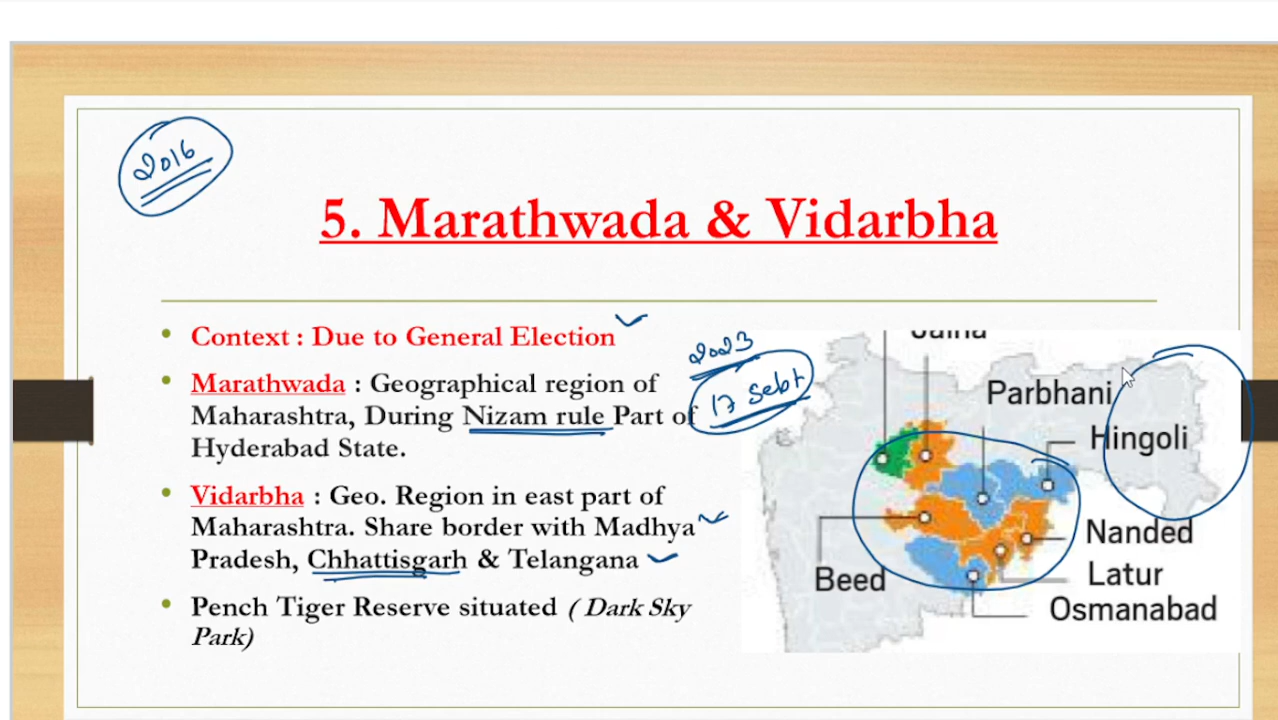 2016
5. Marathwada & Vidarbha
• Context : Due to General Election
• Marathwada : Geographical region of
Maharashtra, During Nizam rule Part of
Hyderabad State.
• Vidarbha : Geo. Region in east part of
Maharashtra. Share border with Madhya
Pradesh, Chhattisgarh & Telangana
• Pench Tiger Reserve situated ( Dark Sky
Park)
2023
17 Sebt
Jalna
Parbhani
Hingoli
Nanded
Beed
Latur
Osmanabad